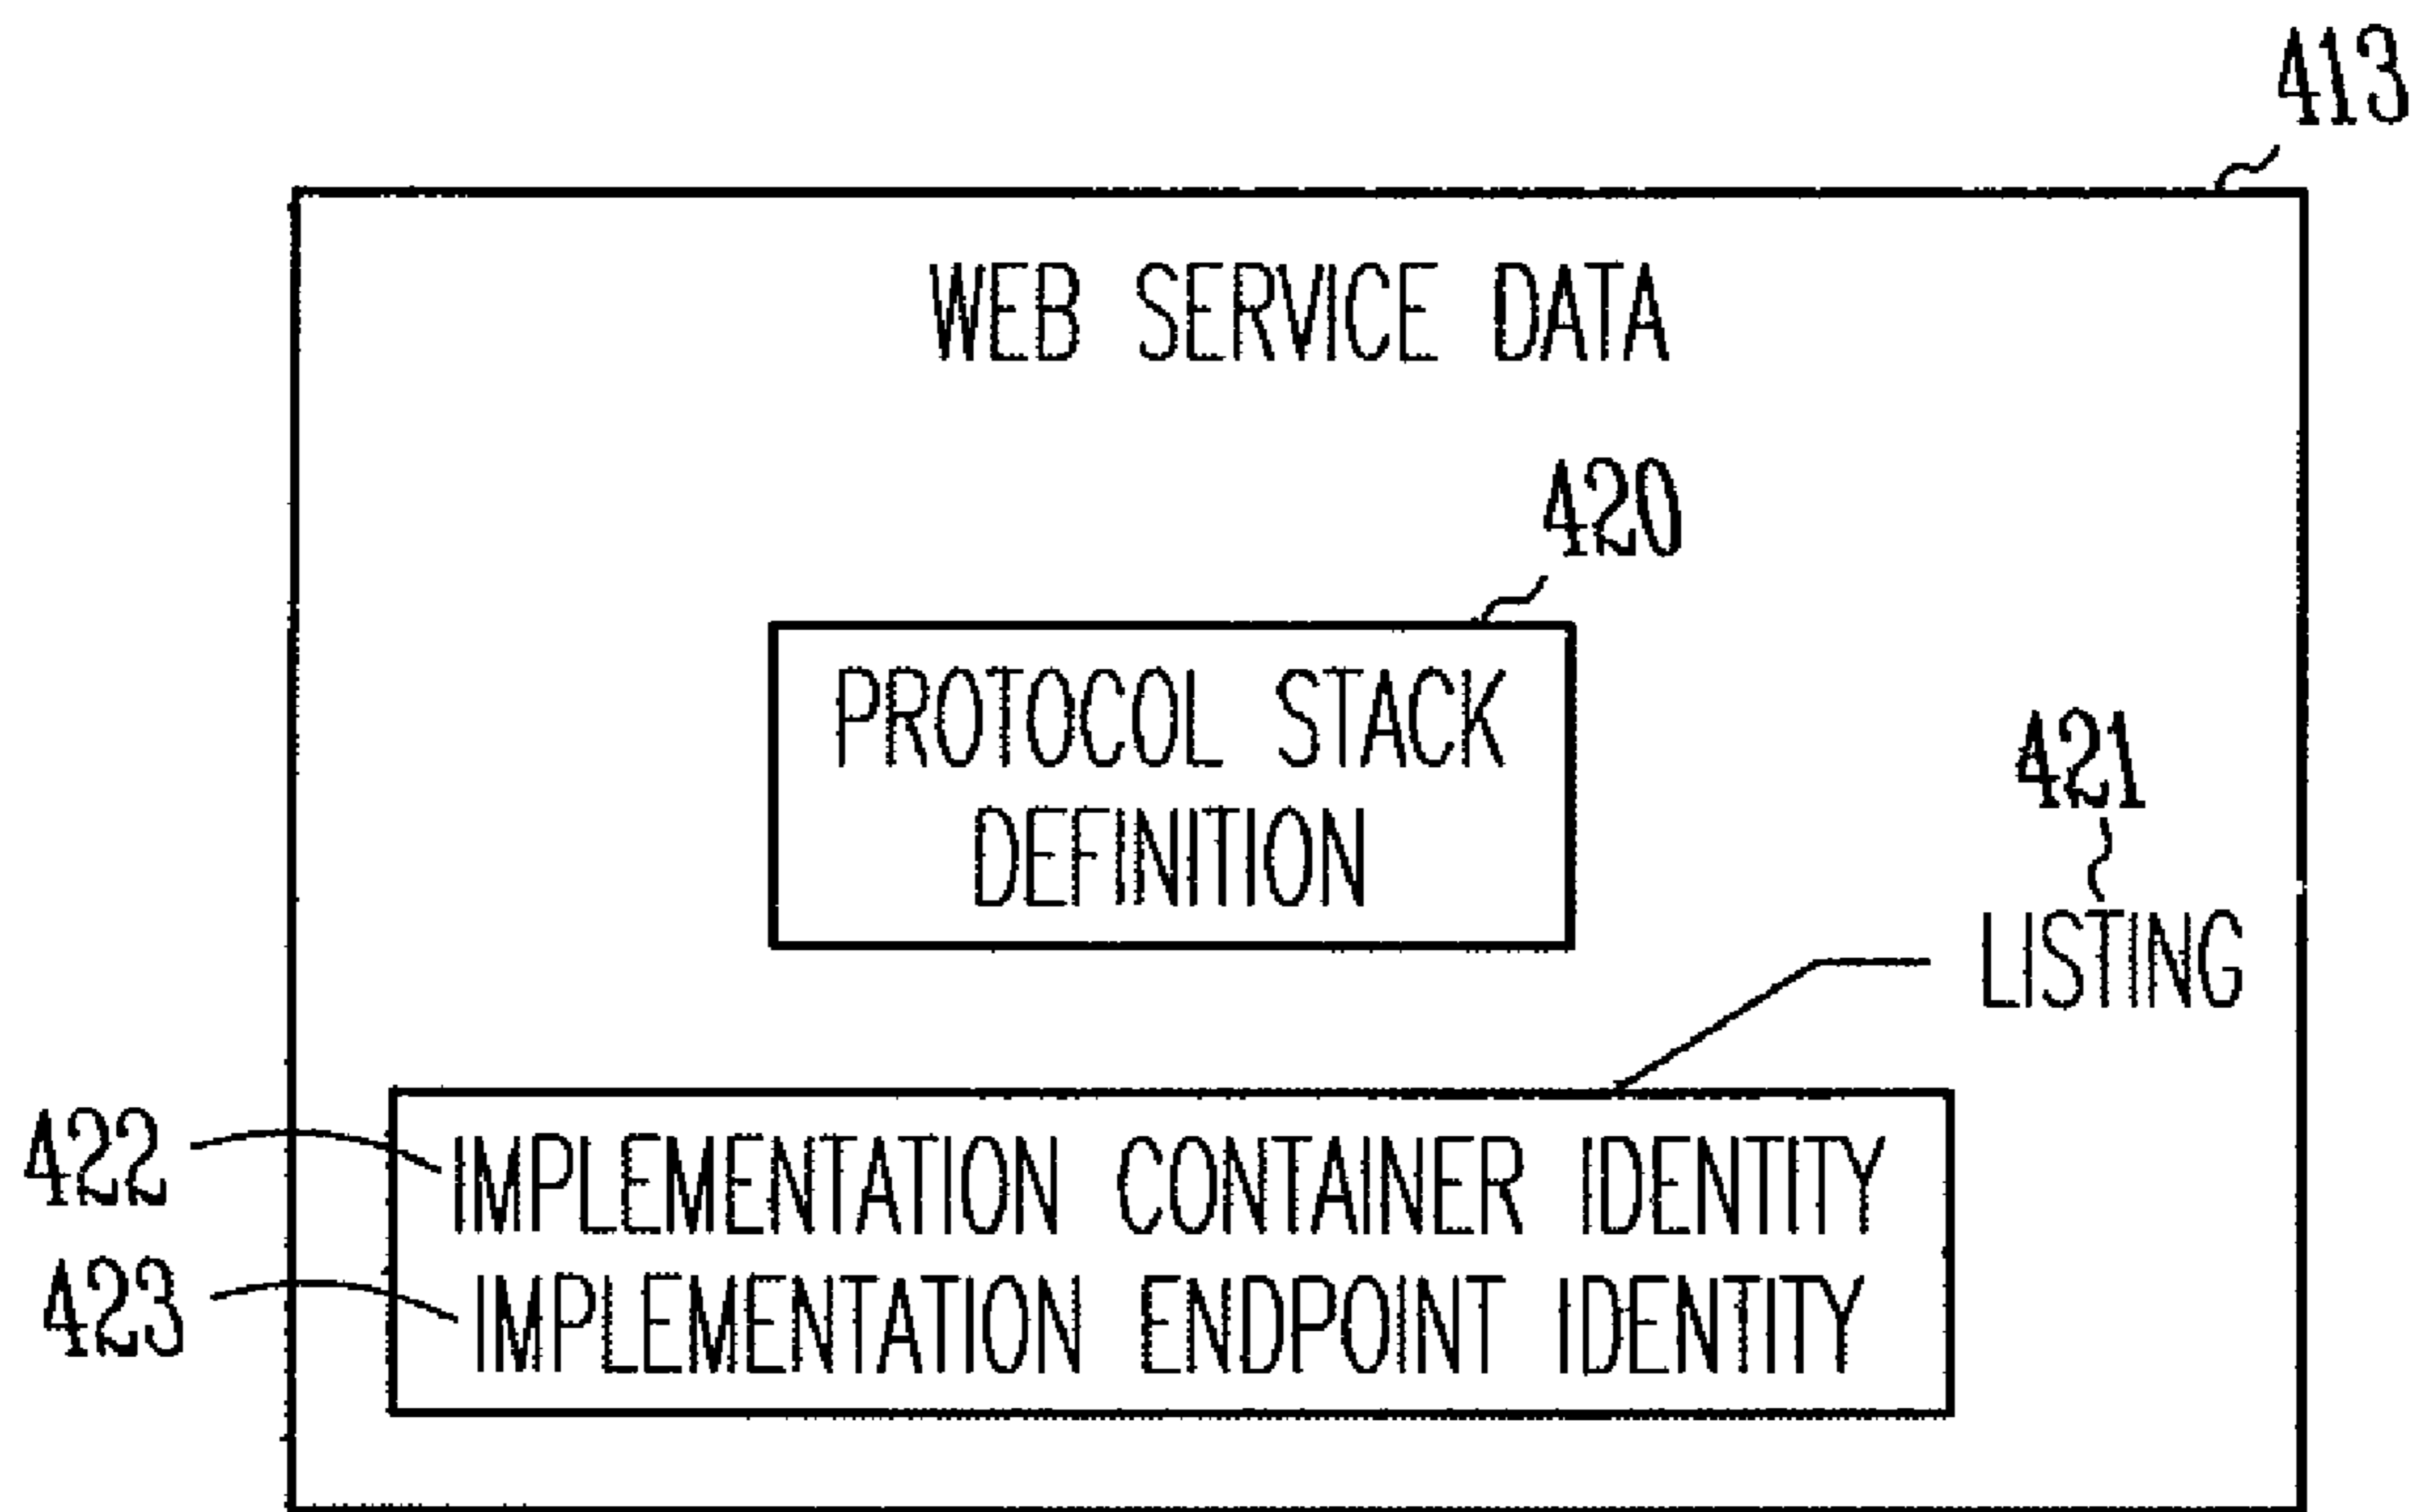 413
WEB SERVICE DATA
420
PROTOCOL STACK
DEFINITION
421
LISTING
422
IMPLEMENTATION CONTAINER IDENTITY
423
IMPLEMENTATION ENDPOINT IDENTITY